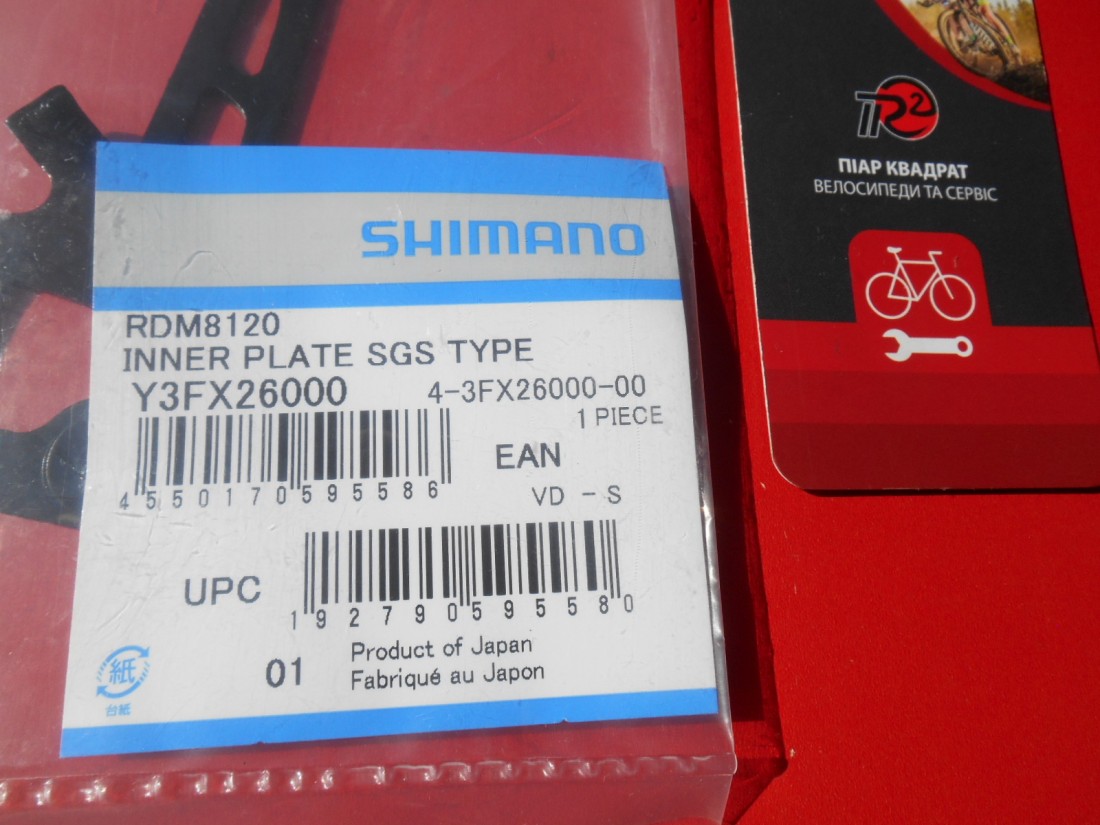 SHIMANO
RDM8120
INNER PLATE SGS TYPE
Y3FX26000 4-3FX26000-00
1 PIECE
4550170595586
EAN
VD - S
UPC
192790595580
01
Product of Japan
Fabriqué au Japon
紙
台紙
ПR2
ПІАР КВАДРАТ
ВЕЛОСИПЕДИ ТА СЕРВІС